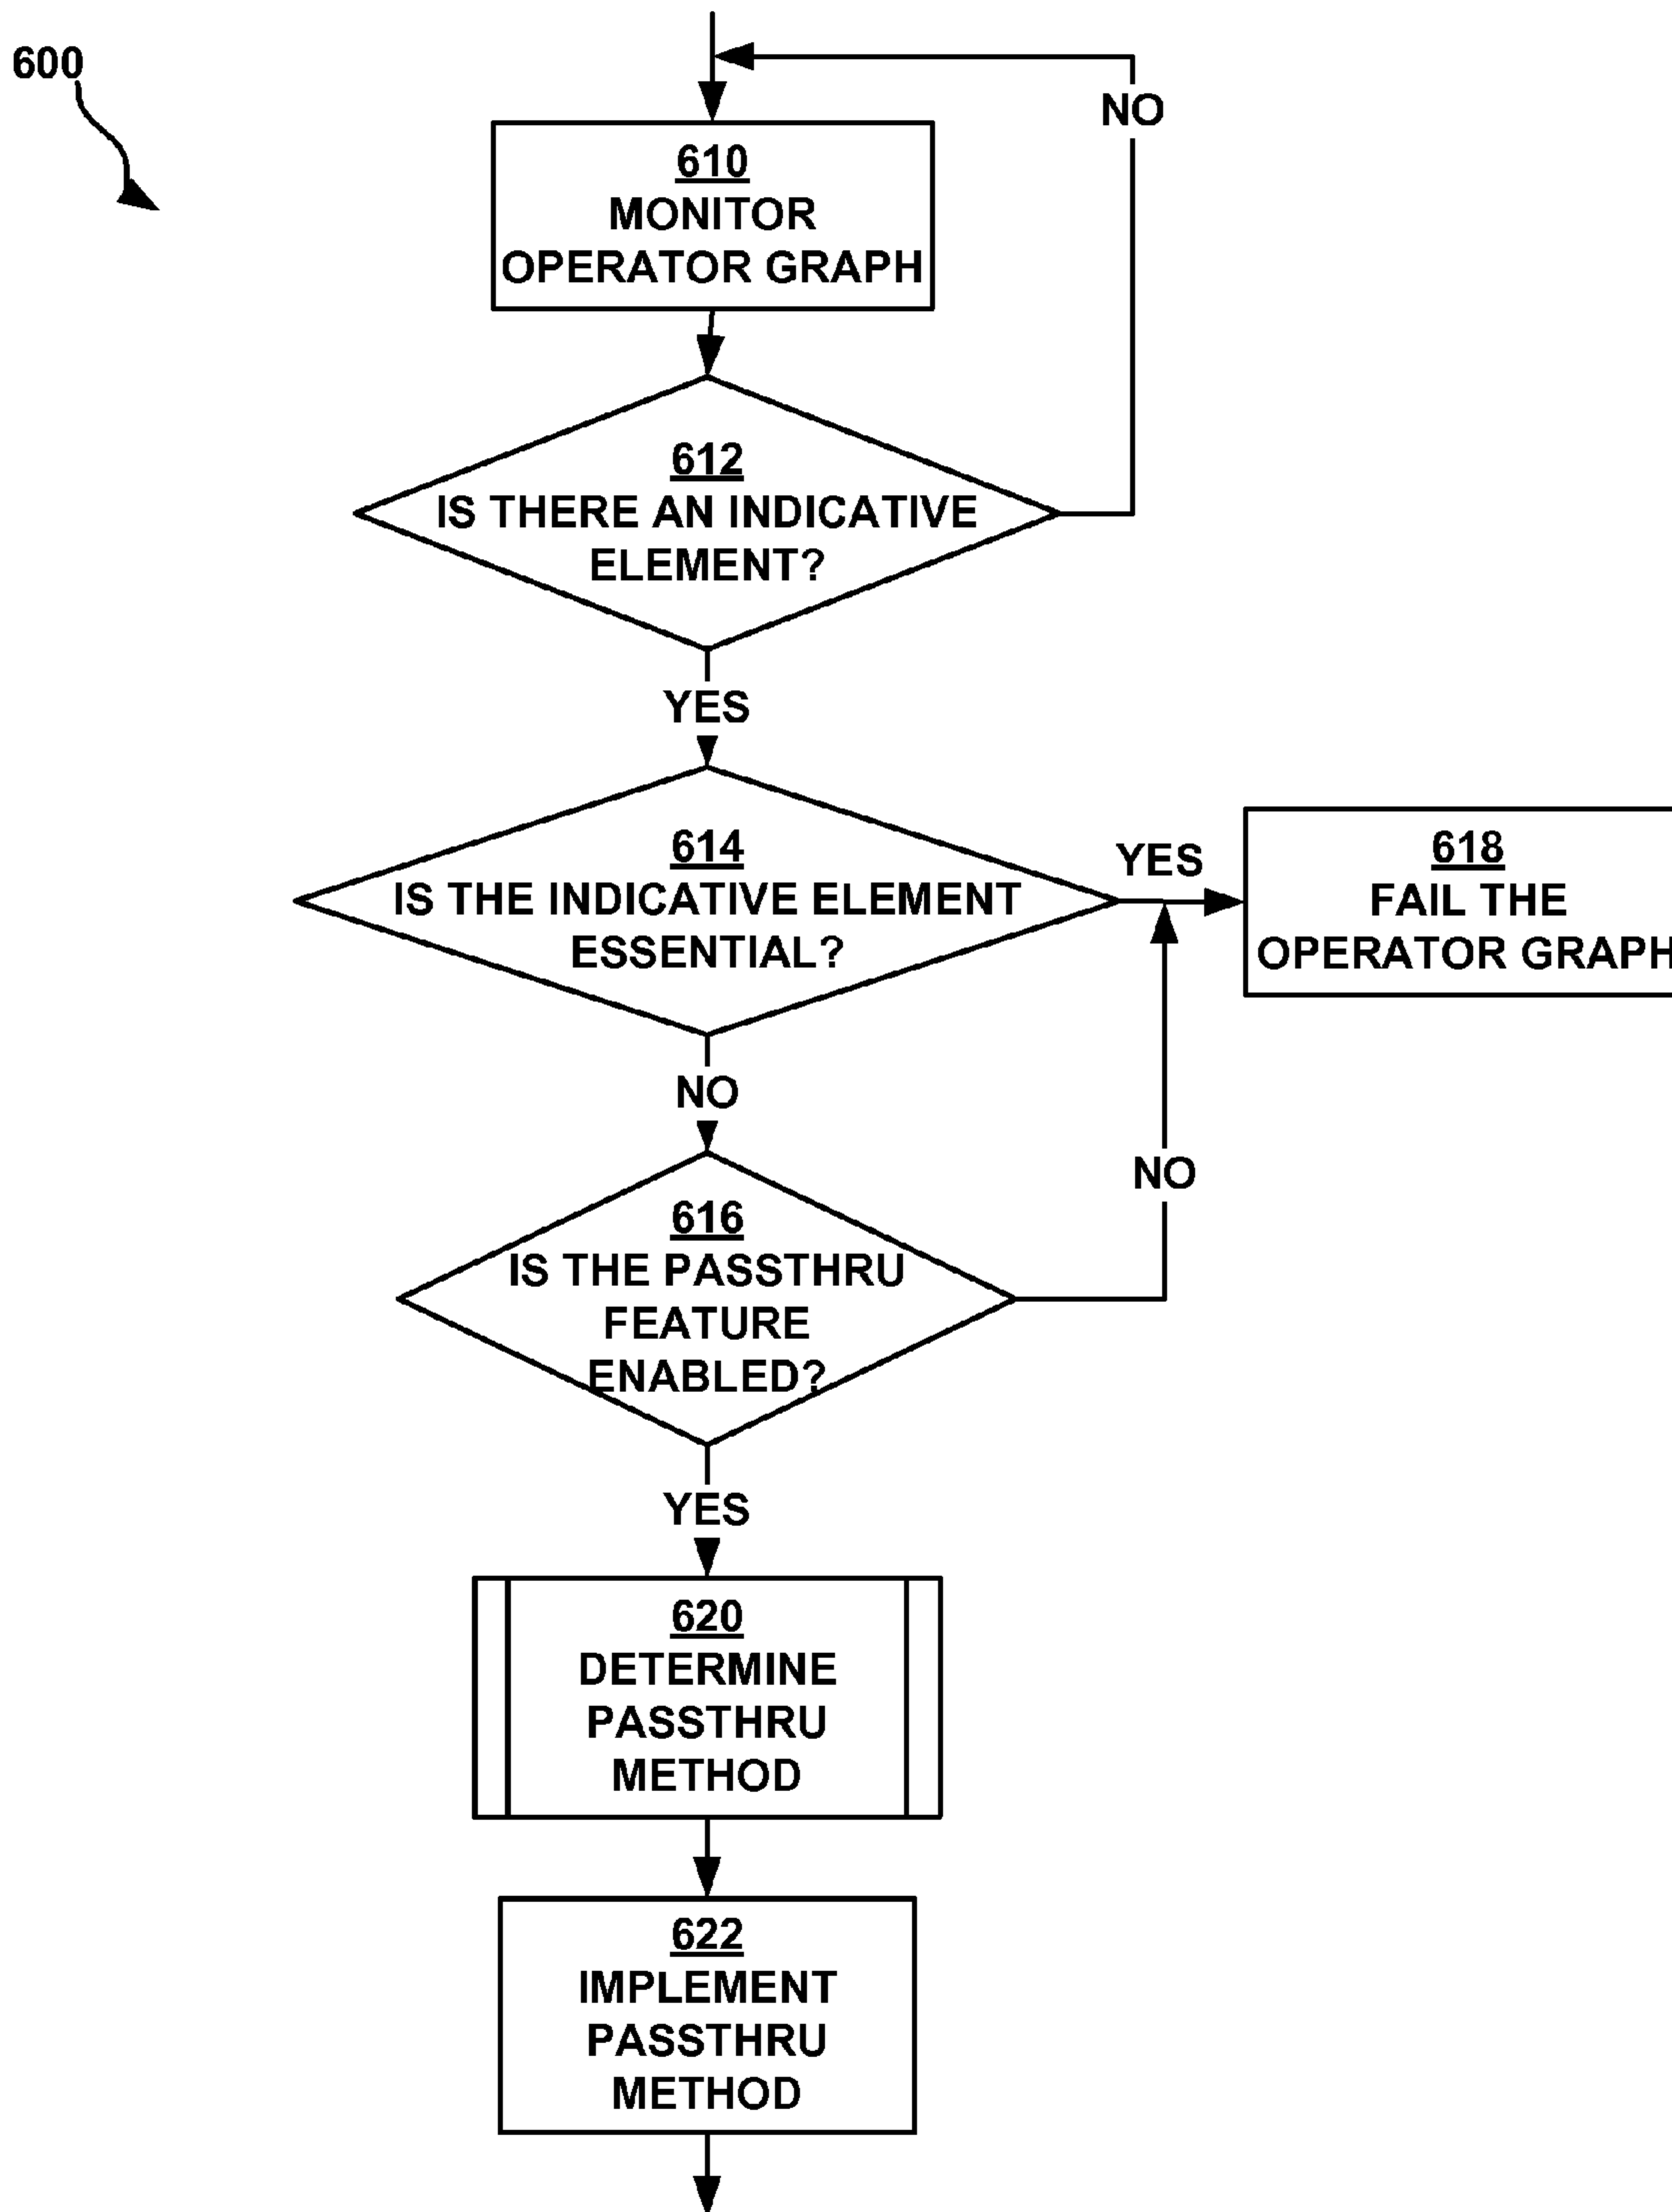 600
NO
610
MONITOR
OPERATOR GRAPH
612
IS THERE AN INDICATIVE
ELEMENT?
YES
614
IS THE INDICATIVE ELEMENT
ESSENTIAL?
YES
618
FAIL THE
OPERATOR GRAPH
NO
NO
616
IS THE PASSTHRU
FEATURE
ENABLED?
YES
620
DETERMINE
PASSTHRU
METHOD
622
IMPLEMENT
PASSTHRU
METHOD